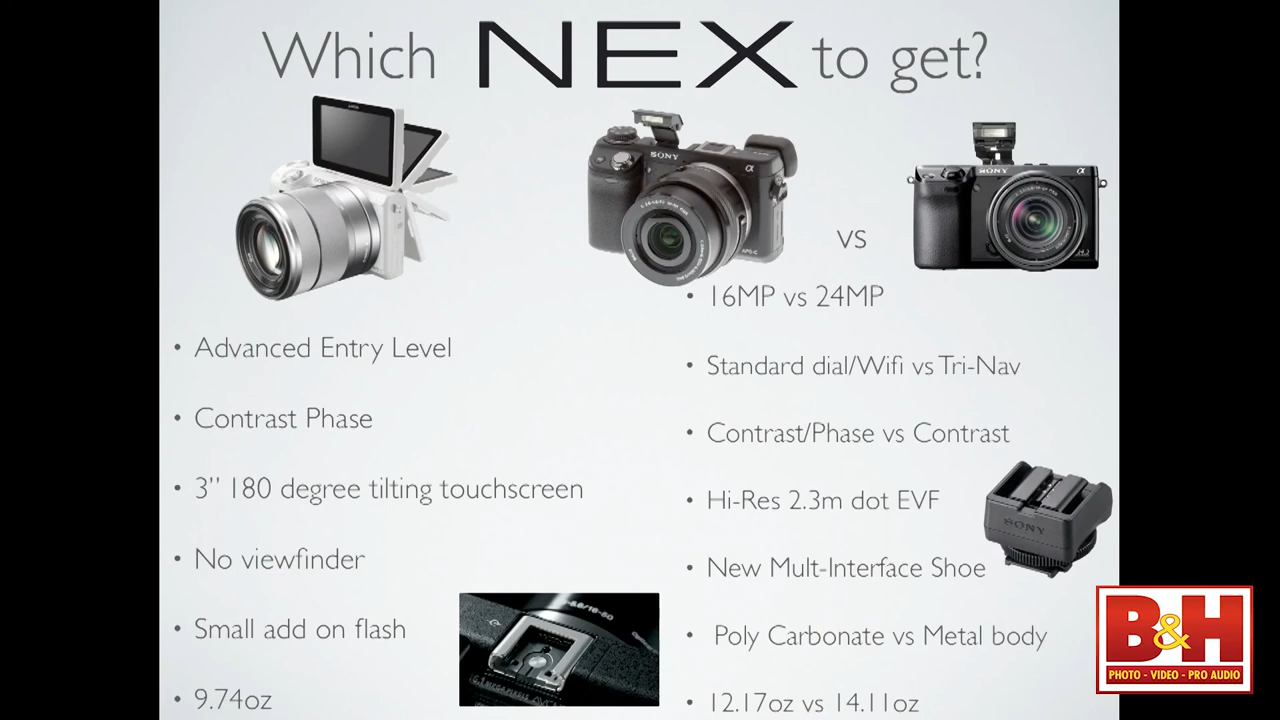 Which NEX to get?
SONY
α
SONY
α
vs
• 16MP vs 24MP
• Advanced Entry Level
• Standard dial/Wifi vs Tri-Nav
• Contrast Phase
• Contrast/Phase vs Contrast
• 3” 180 degree tilting touchscreen
• Hi-Res 2.3m dot EVF
SONY
• No viewfinder
• New Mult-Interface Shoe
• Small add on flash
• Poly Carbonate vs Metal body
• 9.74oz
• 12.17oz vs 14.11oz
B&H
PHOTO - VIDEO - PRO AUDIO